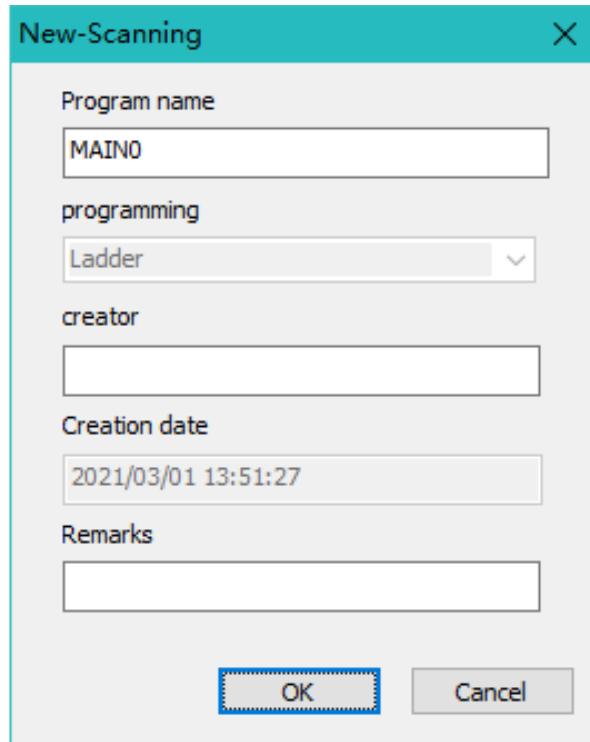 New-Scanning
Program name
MAIN0
programming
Ladder
creator
Creation date
2021/03/01 13:51:27
Remarks
OK
Cancel